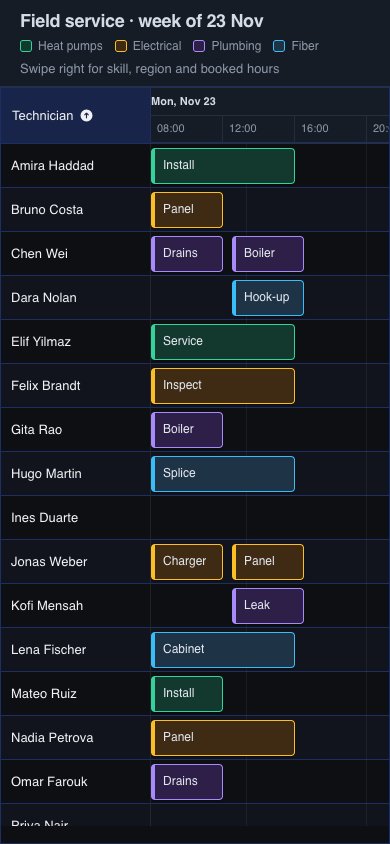 Field service · week of 23 Nov
Heat pumps Electrical Plumbing Fiber
Swipe right for skill, region and booked hours
Technician
Mon, Nov 23
08:00 12:00 16:00 20:
Amira Haddad Install
Bruno Costa Panel
Chen Wei Drains Boiler
Dara Nolan Hook-up
Elif Yilmaz Service
Felix Brandt Inspect
Gita Rao Boiler
Hugo Martin Splice
Ines Duarte
Jonas Weber Charger Panel
Kofi Mensah Leak
Lena Fischer Cabinet
Mateo Ruiz Install
Nadia Petrova Panel
Omar Farouk Drains
Priya Nair